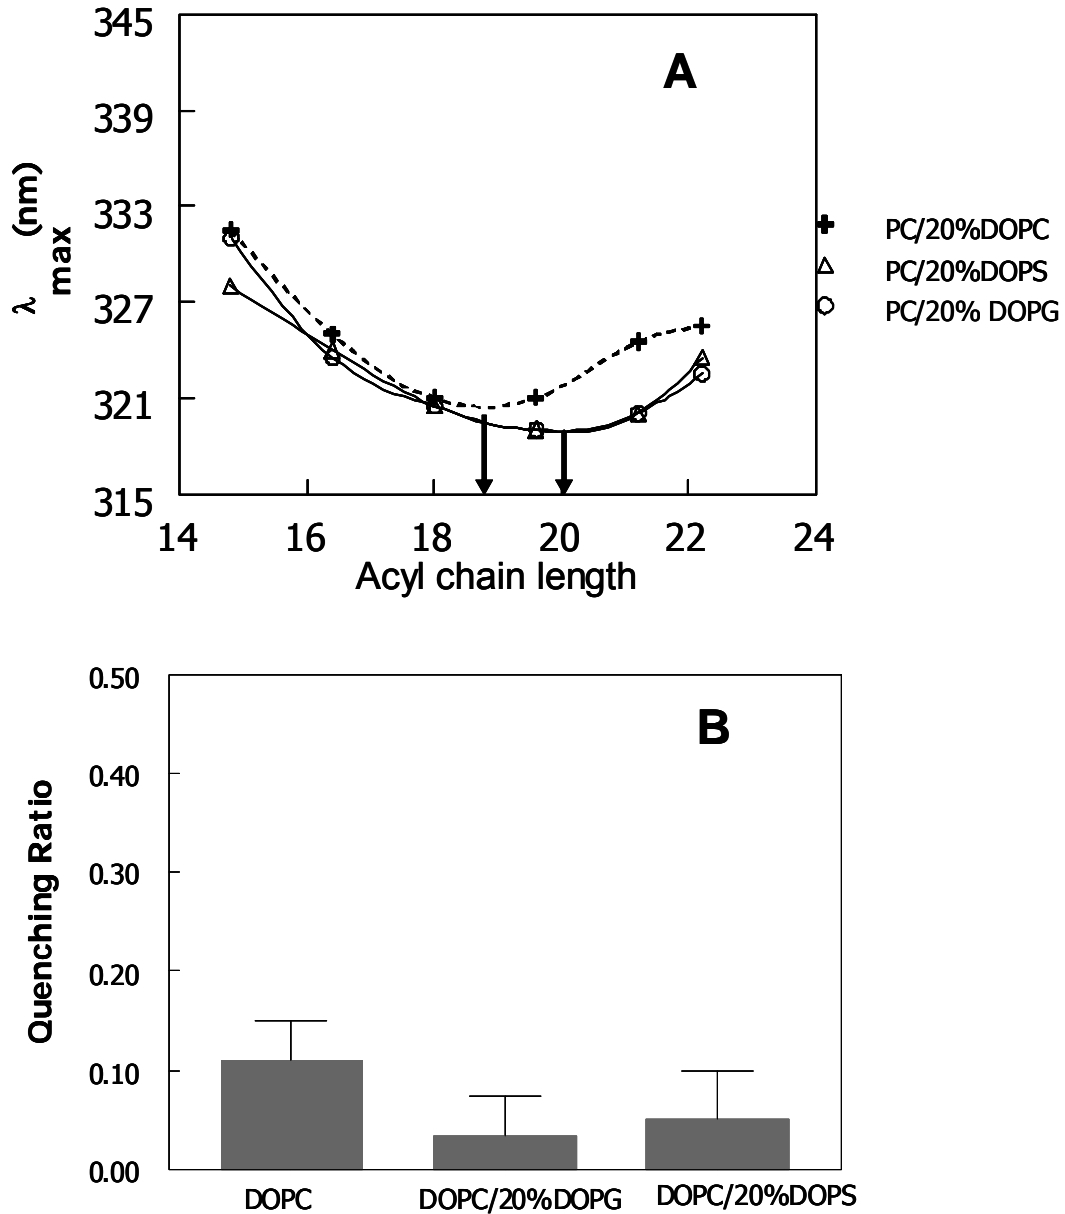 A
345
339
333
327
321
315
λ max (nm)
14 16 18 20 22 24
Acyl chain length
PC/20%DOPC
PC/20%DOPS
PC/20% DOPG
B
0.50
0.40
0.30
0.20
0.10
0.00
Quenching Ratio
DOPC DOPC/20%DOPG DOPC/20%DOPS